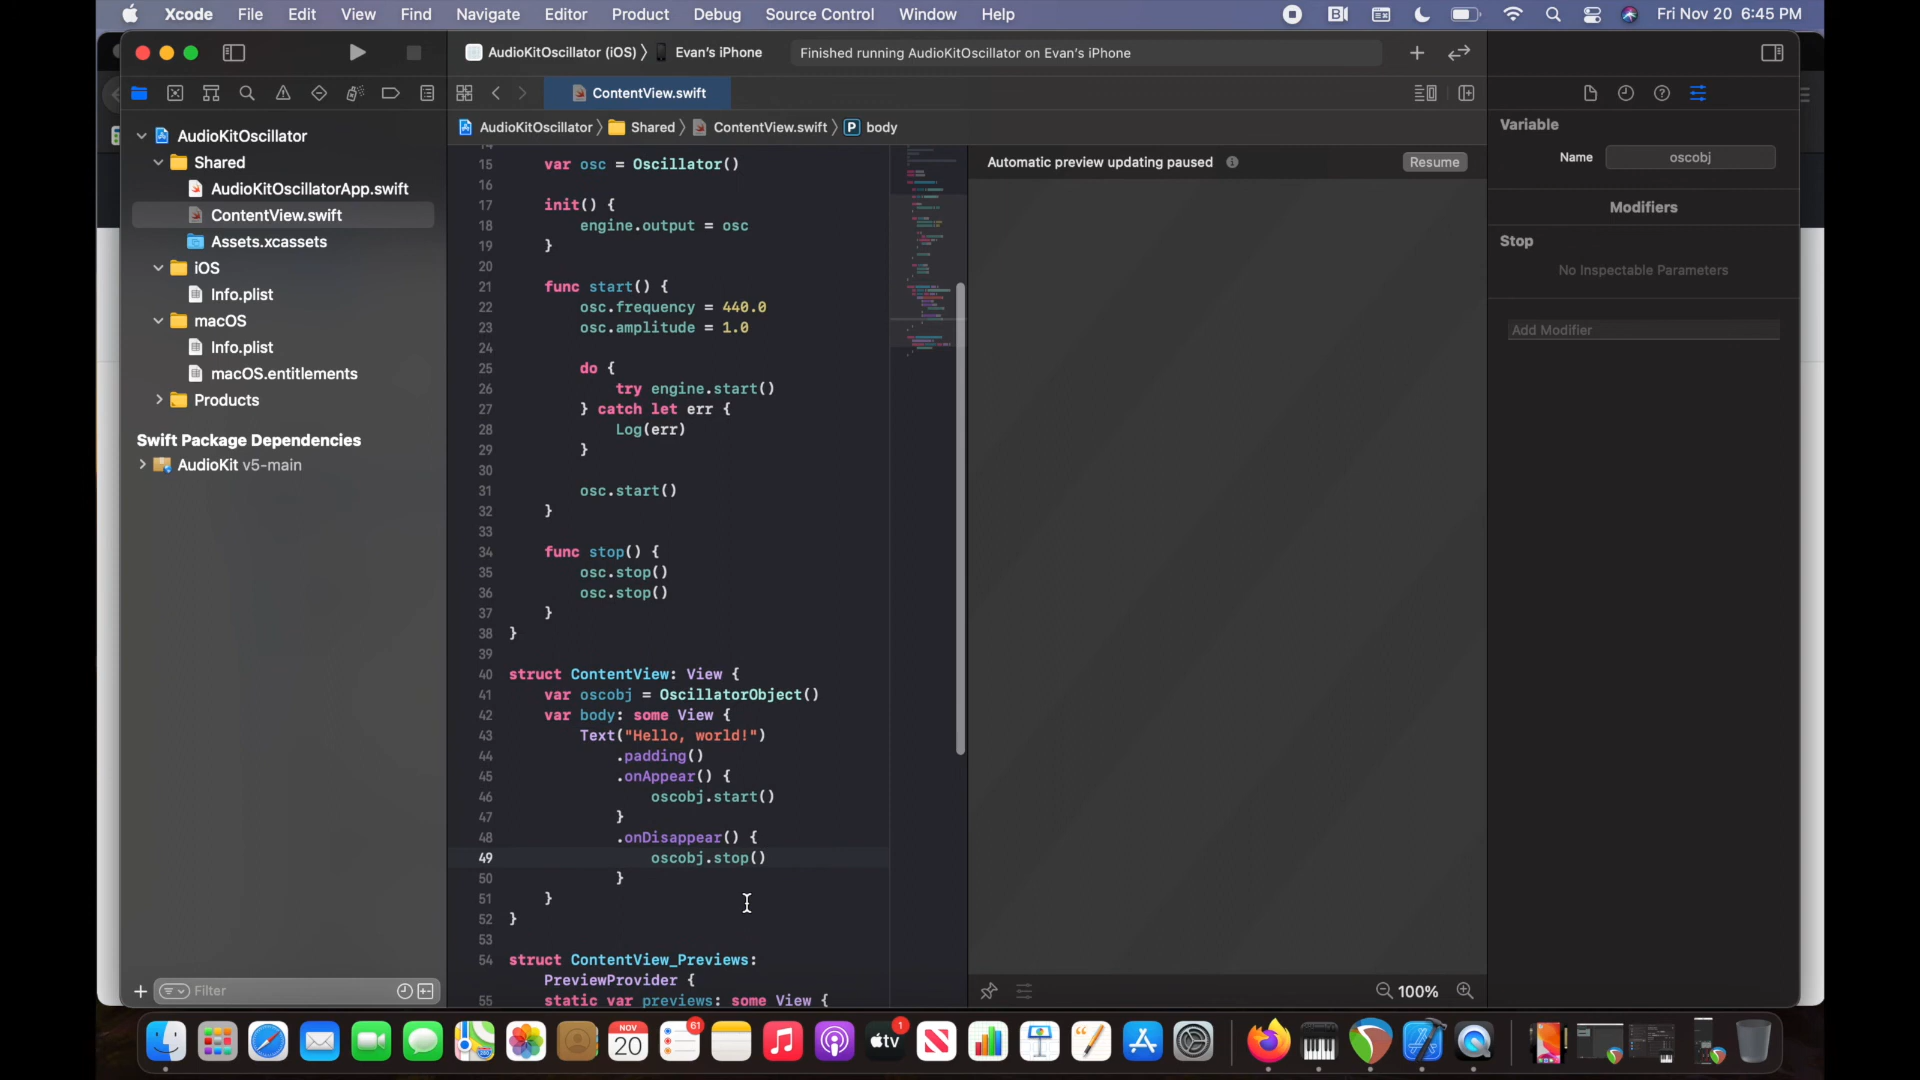 Xcode File Edit View Find Navigate Editor Product Debug Source Control Window Help Fri Nov 20 6:45 PM
AudioKitOscillator (iOS) Evan's iPhone Finished running AudioKitOscillator on Evan's iPhone
ContentView.swift
AudioKitOscillator Shared ContentView.swift P body
AudioKitOscillator
Shared
AudioKitOscillatorApp.swift
ContentView.swift
Assets.xcassets
iOS
Info.plist
macOS
Info.plist
macOS.entitlements
Products
Swift Package Dependencies
AudioKit v5-main
Filter
14
15 var osc = Oscillator()
16
17 init() {
18 engine.output = osc
19 }
20
21 func start() {
22 osc.frequency = 440.0
23 osc.amplitude = 1.0
24
25 do {
26 try engine.start()
27 } catch let err {
28 Log(err)
29 }
30
31 osc.start()
32 }
33
34 func stop() {
35 osc.stop()
36 osc.stop()
37 }
38 }
39
40 struct ContentView: View {
41 var oscobj = OscillatorObject()
42 var body: some View {
43 Text("Hello, world!")
44 .padding()
45 .onAppear() {
46 oscobj.start()
47 }
48 .onDisappear() {
49 oscobj.stop()
50 }
51 }
52 }
53
54 struct ContentView_Previews:
PreviewProvider {
55 static var previews: some View {
Automatic preview updating paused Resume
100%
Variable
Name oscobj
Modifiers
Stop
No Inspectable Parameters
Add Modifier
NOV
20
61
tv
1